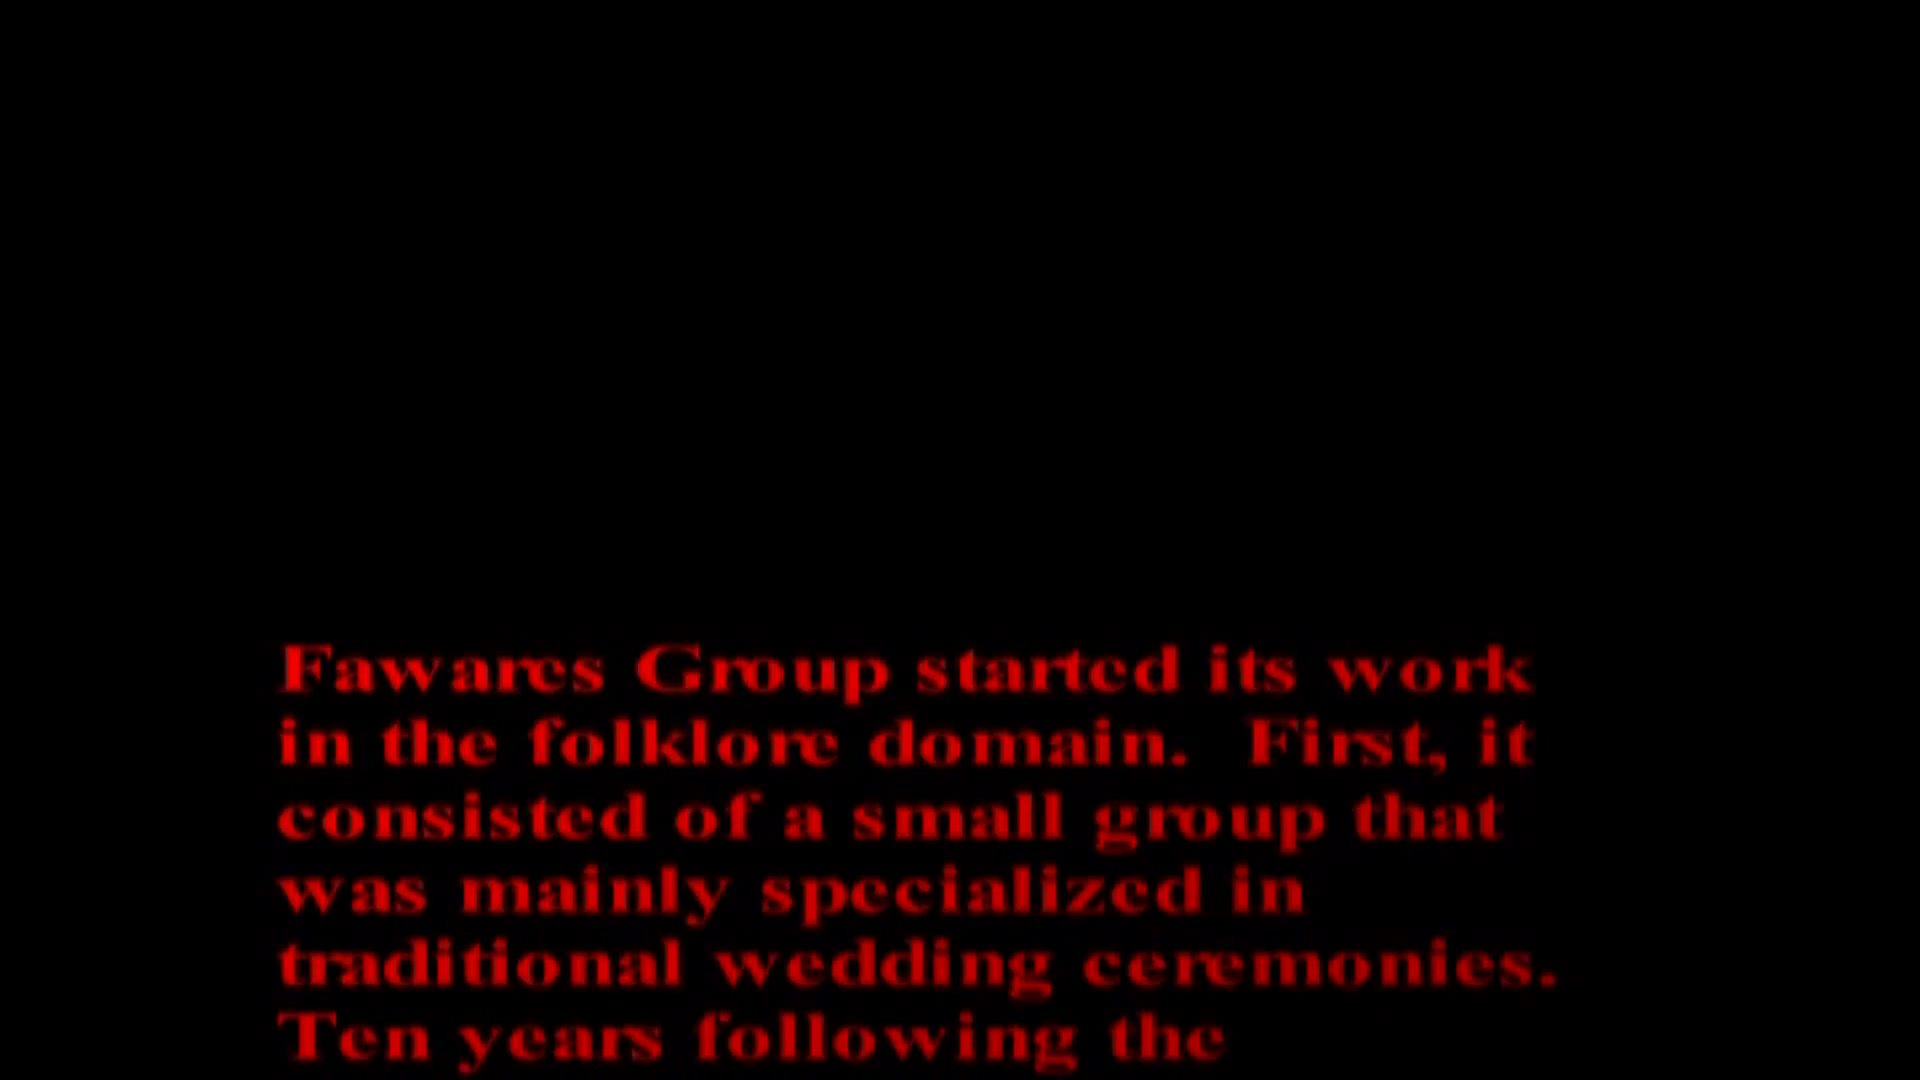 Fawares Group started its work
in the folklore domain.  First, it
consisted of a small group that
was mainly specialized in
traditional wedding ceremonies.
Ten years following the